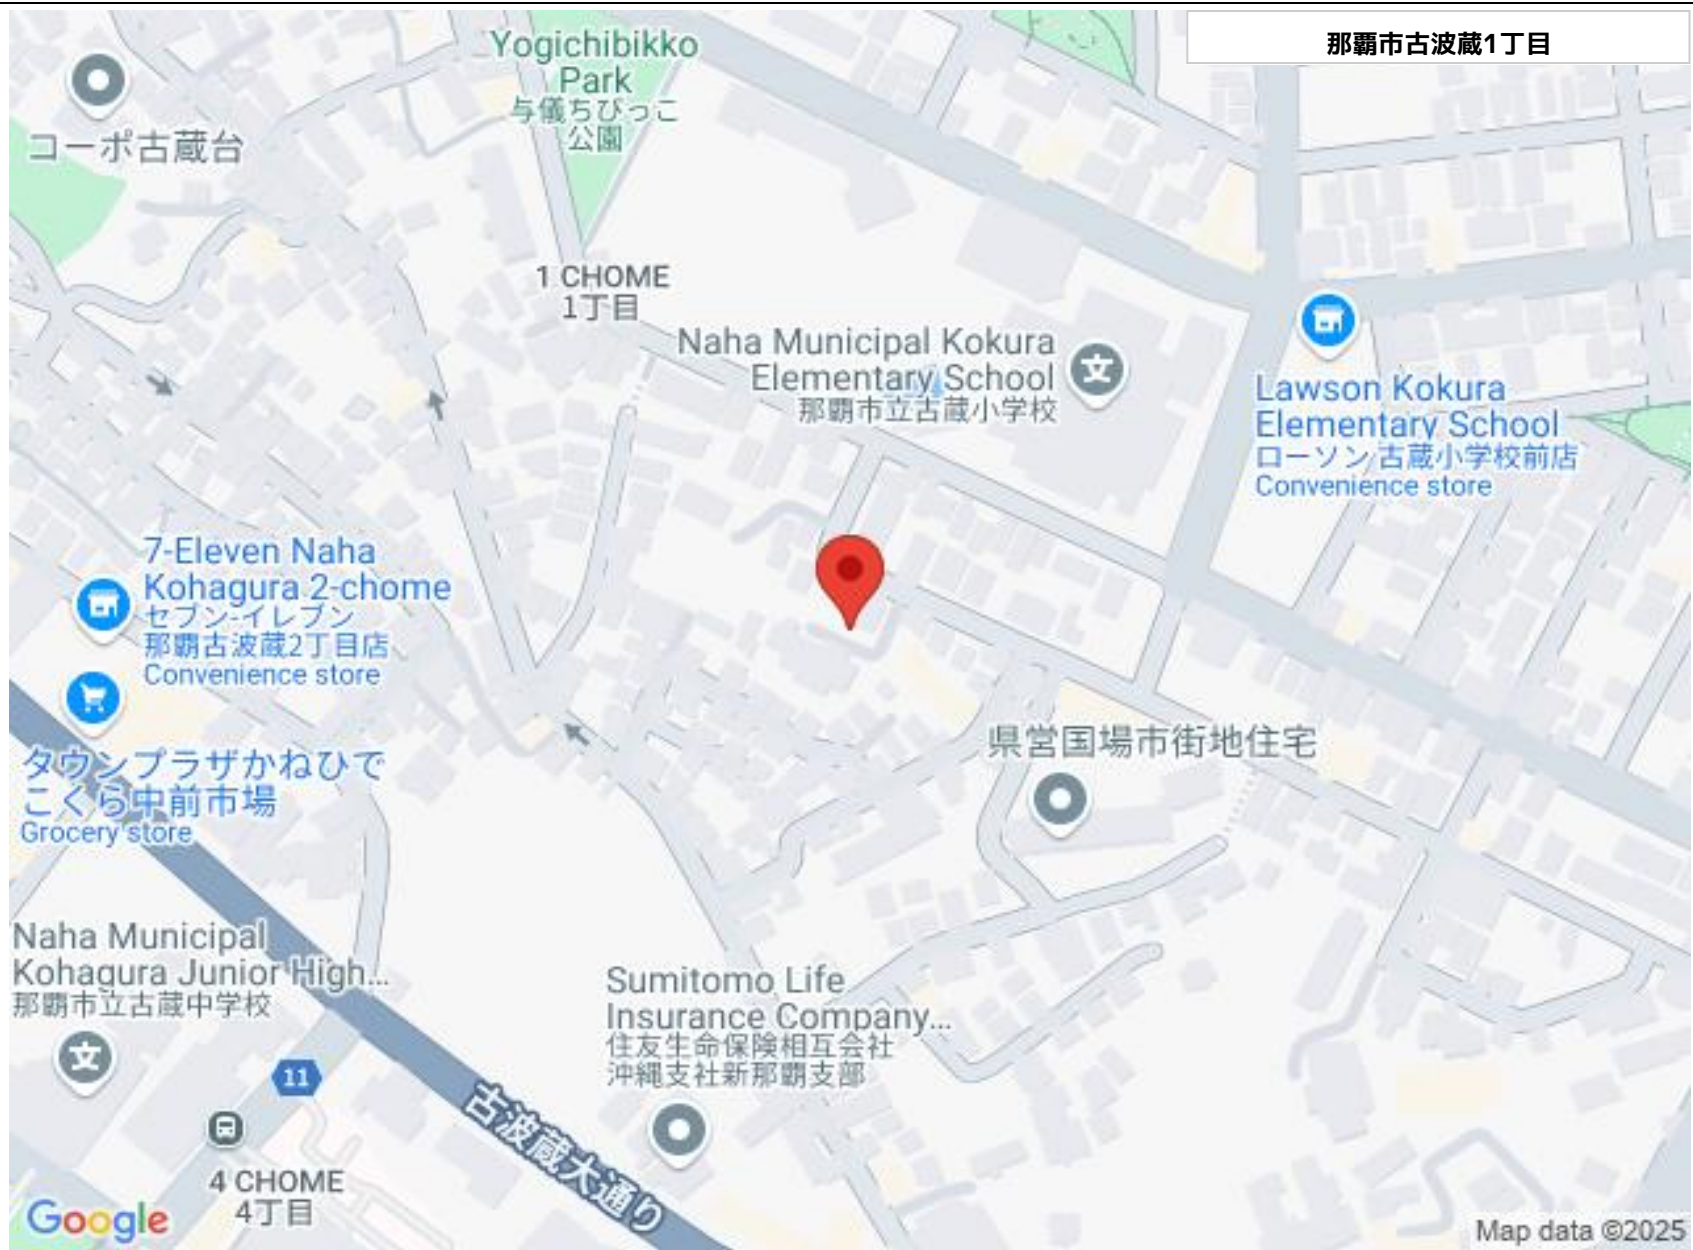 那覇市古波蔵1丁目
Yogichibikko
Park
与儀ちびっこ
公園
コーポ古蔵台
1 CHOME
1丁目
Naha Municipal Kokura
Elementary School
那覇市立古蔵小学校
文
Lawson Kokura
Elementary School
ローソン 古蔵小学校前店
Convenience store
7-Eleven Naha
Kohagura 2-chome
セブン-イレブン
那覇古波蔵2丁目店
Convenience store
タウンプラザかねひで
こくら中前市場
Grocery store
県営国場市街地住宅
Naha Municipal
Kohagura Junior High...
那覇市立古蔵中学校
文
Sumitomo Life
Insurance Company...
住友生命保険相互会社
沖縄支社新那覇支部
11
古波蔵大通り
4 CHOME
4丁目
Google
Map data ©2025